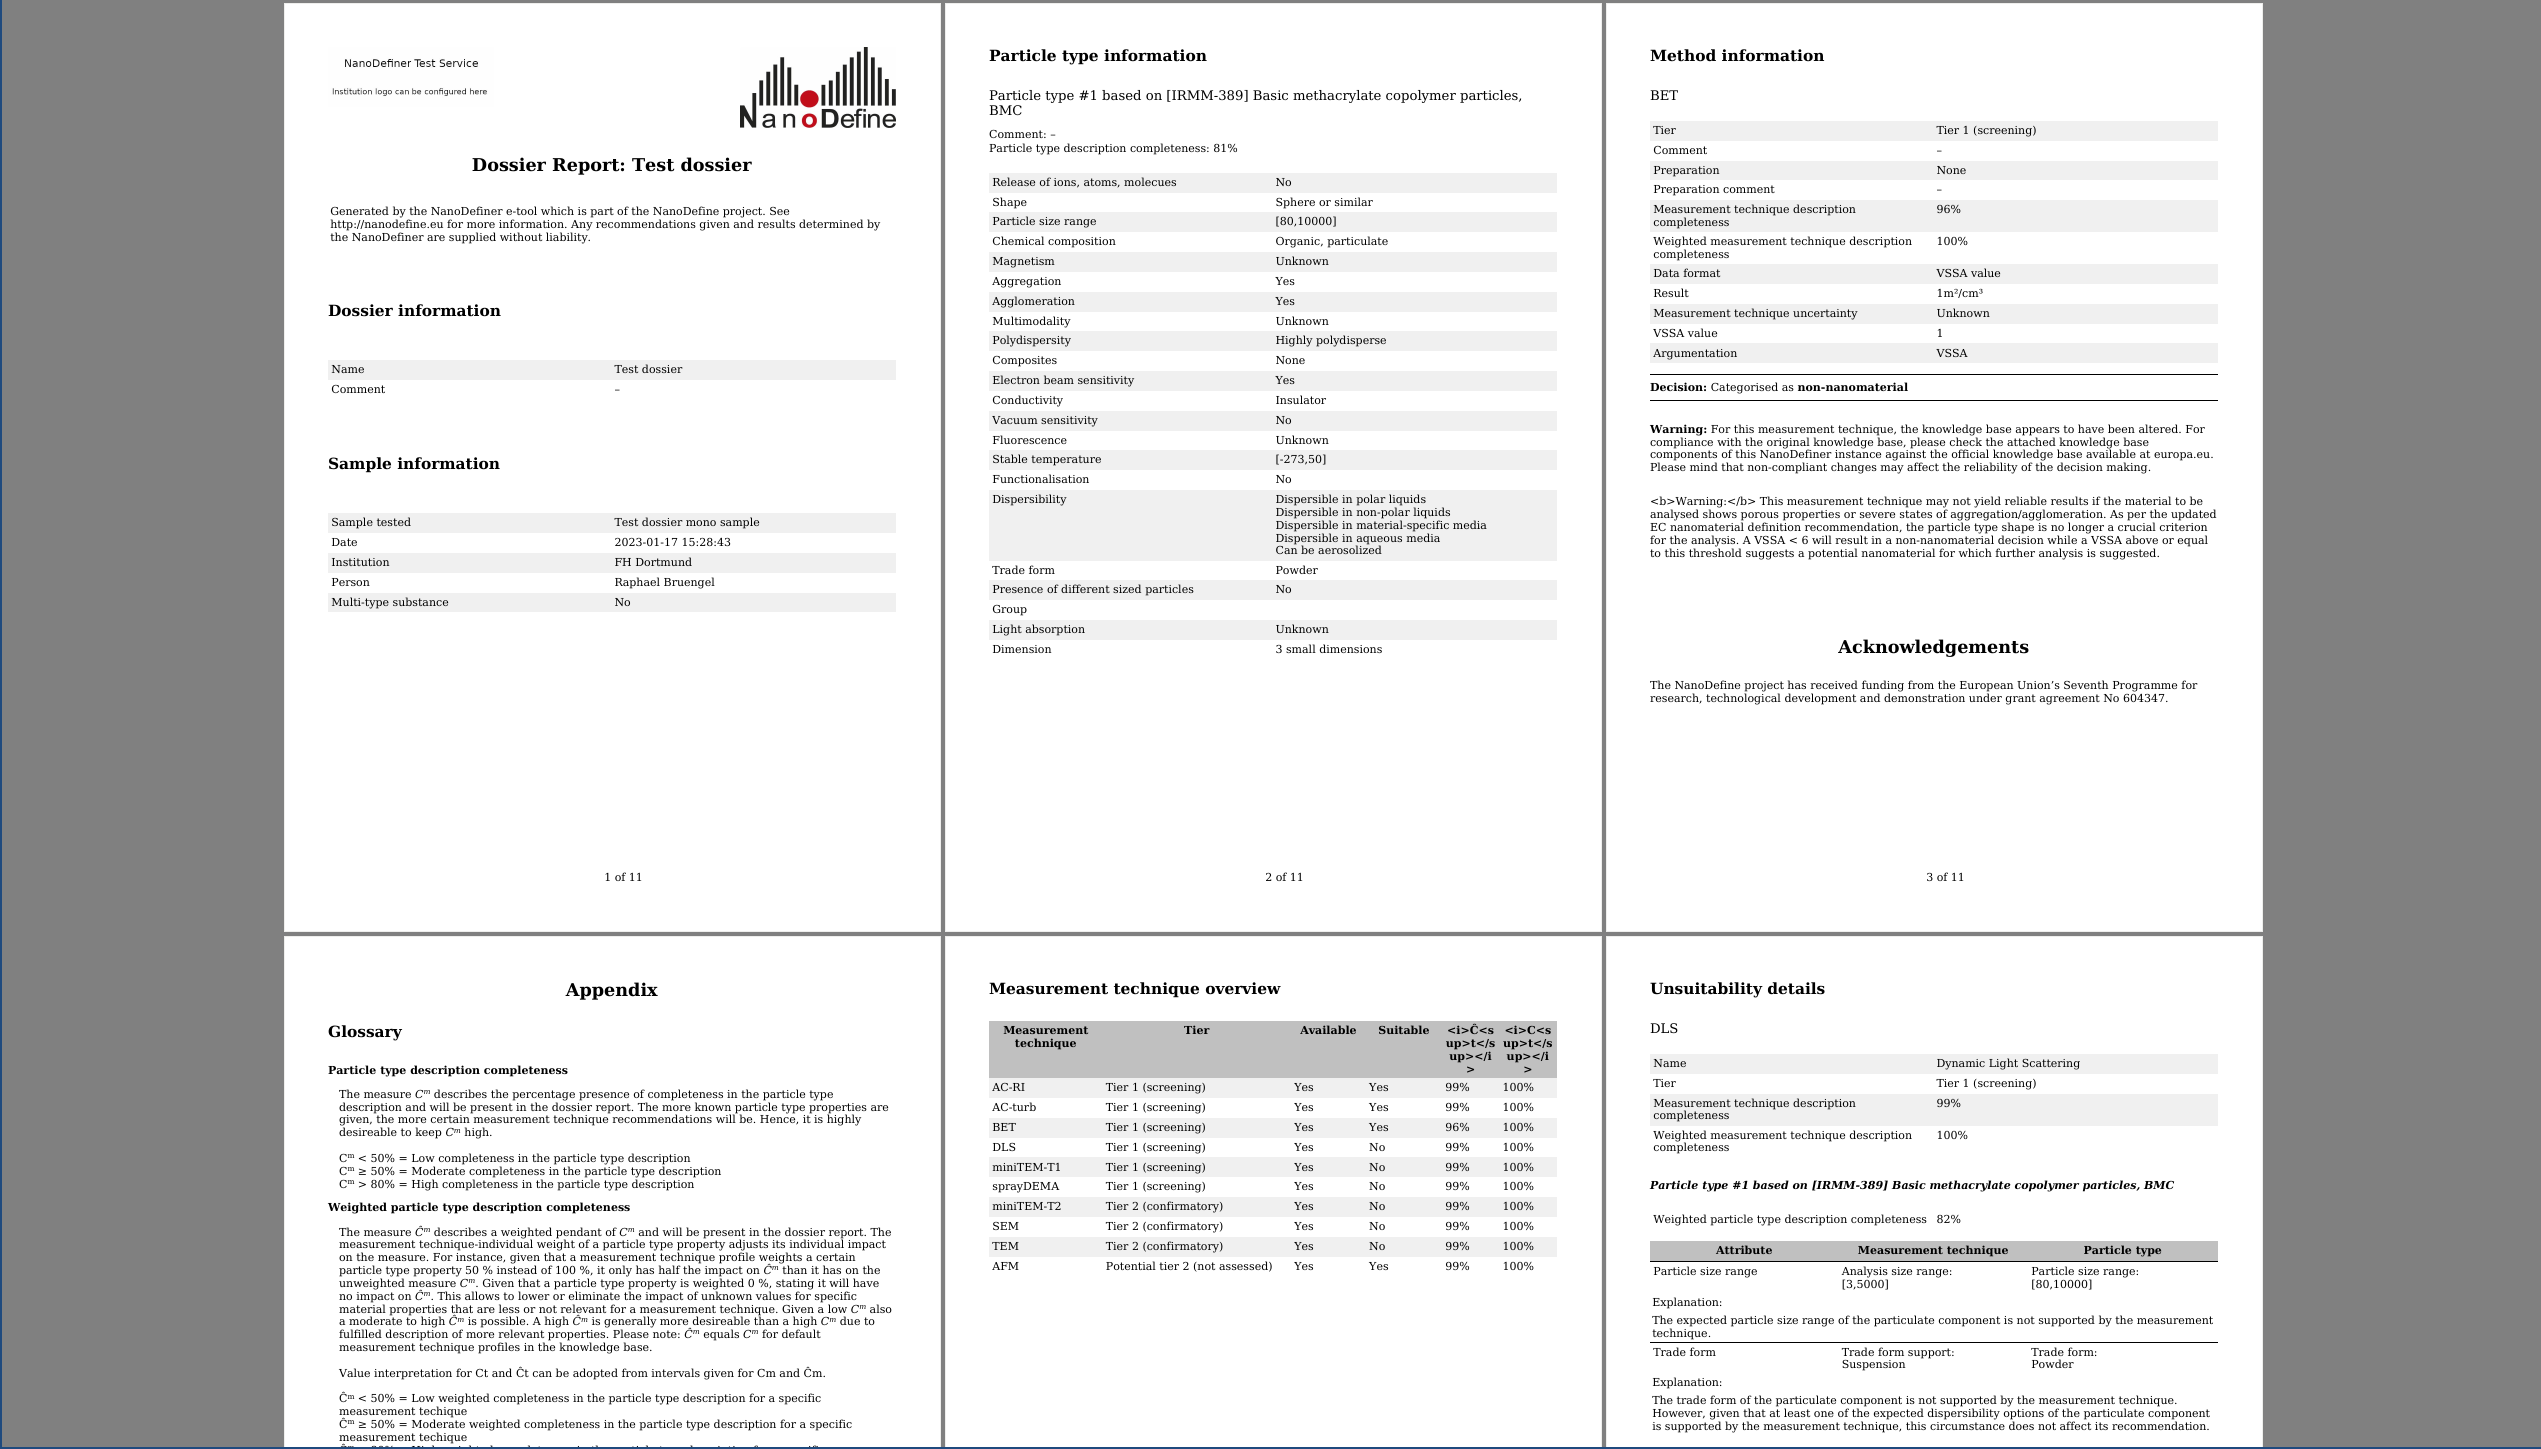 NanoDefiner Test Service
Institution logo can be configured here
NanoDefine
Dossier Report: Test dossier
Generated by the NanoDefiner e-tool which is part of the NanoDefine project. See
http://nanodefine.eu for more information. Any recommendations given and results determined by
the NanoDefiner are supplied without liability.
Dossier information
Name Test dossier
Comment –
Sample information
Sample tested Test dossier mono sample
Date 2023-01-17 15:28:43
Institution FH Dortmund
Person Raphael Bruengel
Multi-type substance No
1 of 11
Particle type information
Particle type #1 based on [IRMM-389] Basic methacrylate copolymer particles,
BMC
Comment: –
Particle type description completeness: 81%
Release of ions, atoms, molecues No
Shape Sphere or similar
Particle size range [80,10000]
Chemical composition Organic, particulate
Magnetism Unknown
Aggregation Yes
Agglomeration Yes
Multimodality Unknown
Polydispersity Highly polydisperse
Composites None
Electron beam sensitivity Yes
Conductivity Insulator
Vacuum sensitivity No
Fluorescence Unknown
Stable temperature [-273,50]
Functionalisation No
Dispersibility Dispersible in polar liquids
Dispersible in non-polar liquids
Dispersible in material-specific media
Dispersible in aqueous media
Can be aerosolized
Trade form Powder
Presence of different sized particles No
Group
Light absorption Unknown
Dimension 3 small dimensions
2 of 11
Method information
BET
Tier Tier 1 (screening)
Comment –
Preparation None
Preparation comment –
Measurement technique description 96%
completeness
Weighted measurement technique description 100%
completeness
Data format VSSA value
Result 1m²/cm³
Measurement technique uncertainty Unknown
VSSA value 1
Argumentation VSSA
Decision: Categorised as non-nanomaterial
Warning: For this measurement technique, the knowledge base appears to have been altered. For
compliance with the original knowledge base, please check the attached knowledge base
components of this NanoDefiner instance against the official knowledge base available at europa.eu.
Please mind that non-compliant changes may affect the reliability of the decision making.
<b>Warning:</b> This measurement technique may not yield reliable results if the material to be
analysed shows porous properties or severe states of aggregation/agglomeration. As per the updated
EC nanomaterial definition recommendation, the particle type shape is no longer a crucial criterion
for the analysis. A VSSA < 6 will result in a non-nanomaterial decision while a VSSA above or equal
to this threshold suggests a potential nanomaterial for which further analysis is suggested.
Acknowledgements
The NanoDefine project has received funding from the European Union’s Seventh Programme for
research, technological development and demonstration under grant agreement No 604347.
3 of 11
Appendix
Glossary
Particle type description completeness
The measure Cᵐ describes the percentage presence of completeness in the particle type
description and will be present in the dossier report. The more known particle type properties are
given, the more certain measurement technique recommendations will be. Hence, it is highly
desireable to keep Cᵐ high.
Cᵐ < 50% = Low completeness in the particle type description
Cᵐ ≥ 50% = Moderate completeness in the particle type description
Cᵐ > 80% = High completeness in the particle type description
Weighted particle type description completeness
The measure Ĉᵐ describes a weighted pendant of Cᵐ and will be present in the dossier report. The
measurement technique-individual weight of a particle type property adjusts its individual impact
on the measure. For instance, given that a measurement technique profile weights a certain
particle type property 50 % instead of 100 %, it only has half the impact on Ĉᵐ than it has on the
unweighted measure Cᵐ. Given that a particle type property is weighted 0 %, stating it will have
no impact on Ĉᵐ. This allows to lower or eliminate the impact of unknown values for specific
material properties that are less or not relevant for a measurement technique. Given a low Cᵐ also
a moderate to high Ĉᵐ is possible. A high Ĉᵐ is generally more desireable than a high Cᵐ due to
fulfilled description of more relevant properties. Please note: Ĉᵐ equals Cᵐ for default
measurement technique profiles in the knowledge base.
Value interpretation for Ct and Ĉt can be adopted from intervals given for Cm and Ĉm.
Ĉᵐ < 50% = Low weighted completeness in the particle type description for a specific
measurement techique
Ĉᵐ ≥ 50% = Moderate weighted completeness in the particle type description for a specific
measurement techique
Measurement technique overview
Measurement Tier Available Suitable <i>Ĉ<s <i>C<s
technique up>t</s up>t</s
up></i up></i
> >
AC-RI Tier 1 (screening) Yes Yes 99% 100%
AC-turb Tier 1 (screening) Yes Yes 99% 100%
BET Tier 1 (screening) Yes Yes 96% 100%
DLS Tier 1 (screening) Yes No 99% 100%
miniTEM-T1 Tier 1 (screening) Yes No 99% 100%
sprayDEMA Tier 1 (screening) Yes No 99% 100%
miniTEM-T2 Tier 2 (confirmatory) Yes No 99% 100%
SEM Tier 2 (confirmatory) Yes No 99% 100%
TEM Tier 2 (confirmatory) Yes No 99% 100%
AFM Potential tier 2 (not assessed) Yes Yes 99% 100%
Unsuitability details
DLS
Name Dynamic Light Scattering
Tier Tier 1 (screening)
Measurement technique description 99%
completeness
Weighted measurement technique description 100%
completeness
Particle type #1 based on [IRMM-389] Basic methacrylate copolymer particles, BMC
Weighted particle type description completeness 82%
Attribute Measurement technique Particle type
Particle size range Analysis size range: Particle size range:
[3,5000] [80,10000]
Explanation:
The expected particle size range of the particulate component is not supported by the measurement
technique.
Trade form Trade form support: Trade form:
Suspension Powder
Explanation:
The trade form of the particulate component is not supported by the measurement technique.
However, given that at least one of the expected dispersibility options of the particulate component
is supported by the measurement technique, this circumstance does not affect its recommendation.